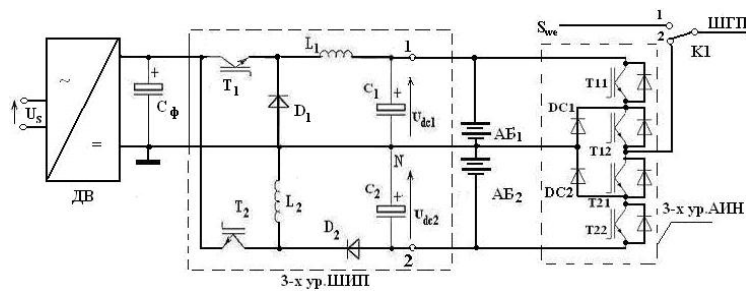 S_we
1
ШГП
2
К1
L₁
1
T₁
T11
~
+
C ф
D₁
C₁
+
U_dc1
АБ₁
DC1
U_s
T12
=
N
L₂
C₂
+
U_dc2
АБ₂
DC2
T21
T₂
D₂
T22
3-х ур.АИН
ДВ
2
3-х ур.ШИП